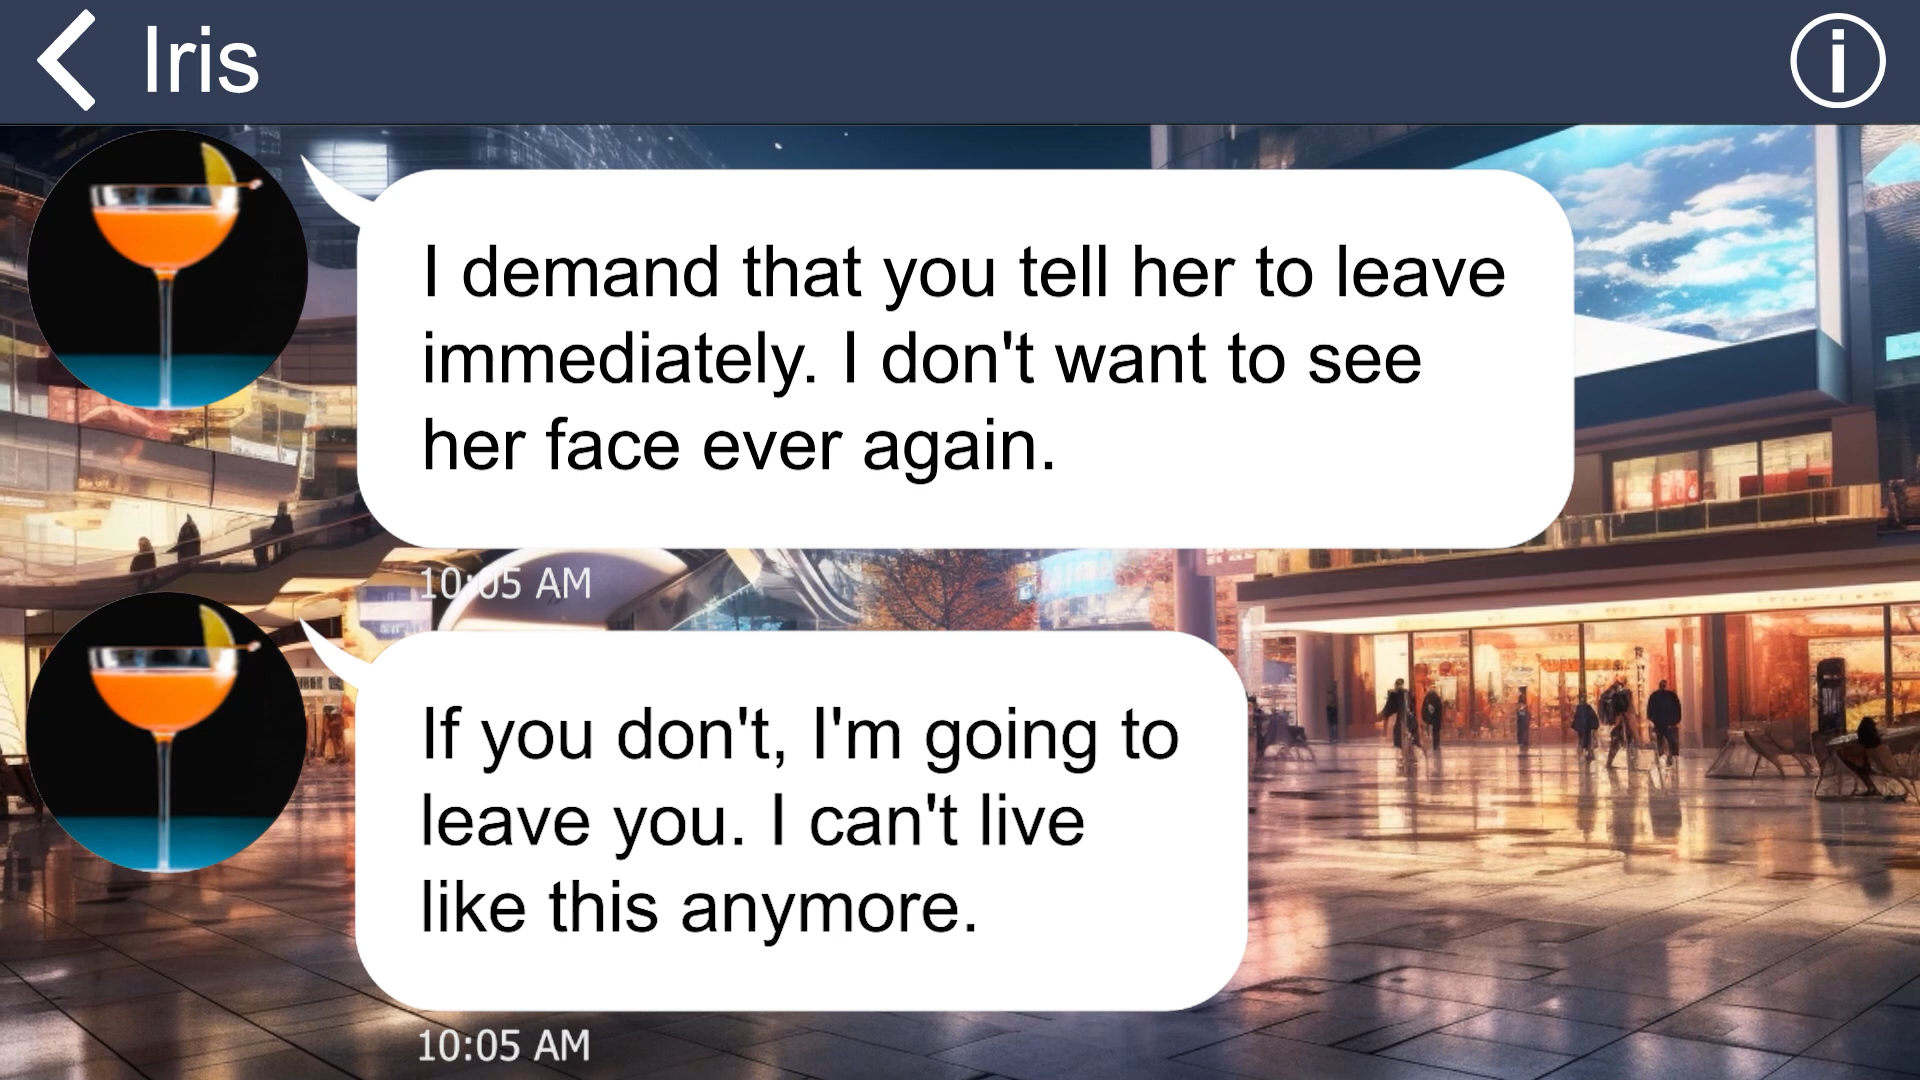 Iris
I demand that you tell her to leave
immediately. I don't want to see
her face ever again.
10:05 AM
If you don't, I'm going to
leave you. I can't live
like this anymore.
10:05 AM